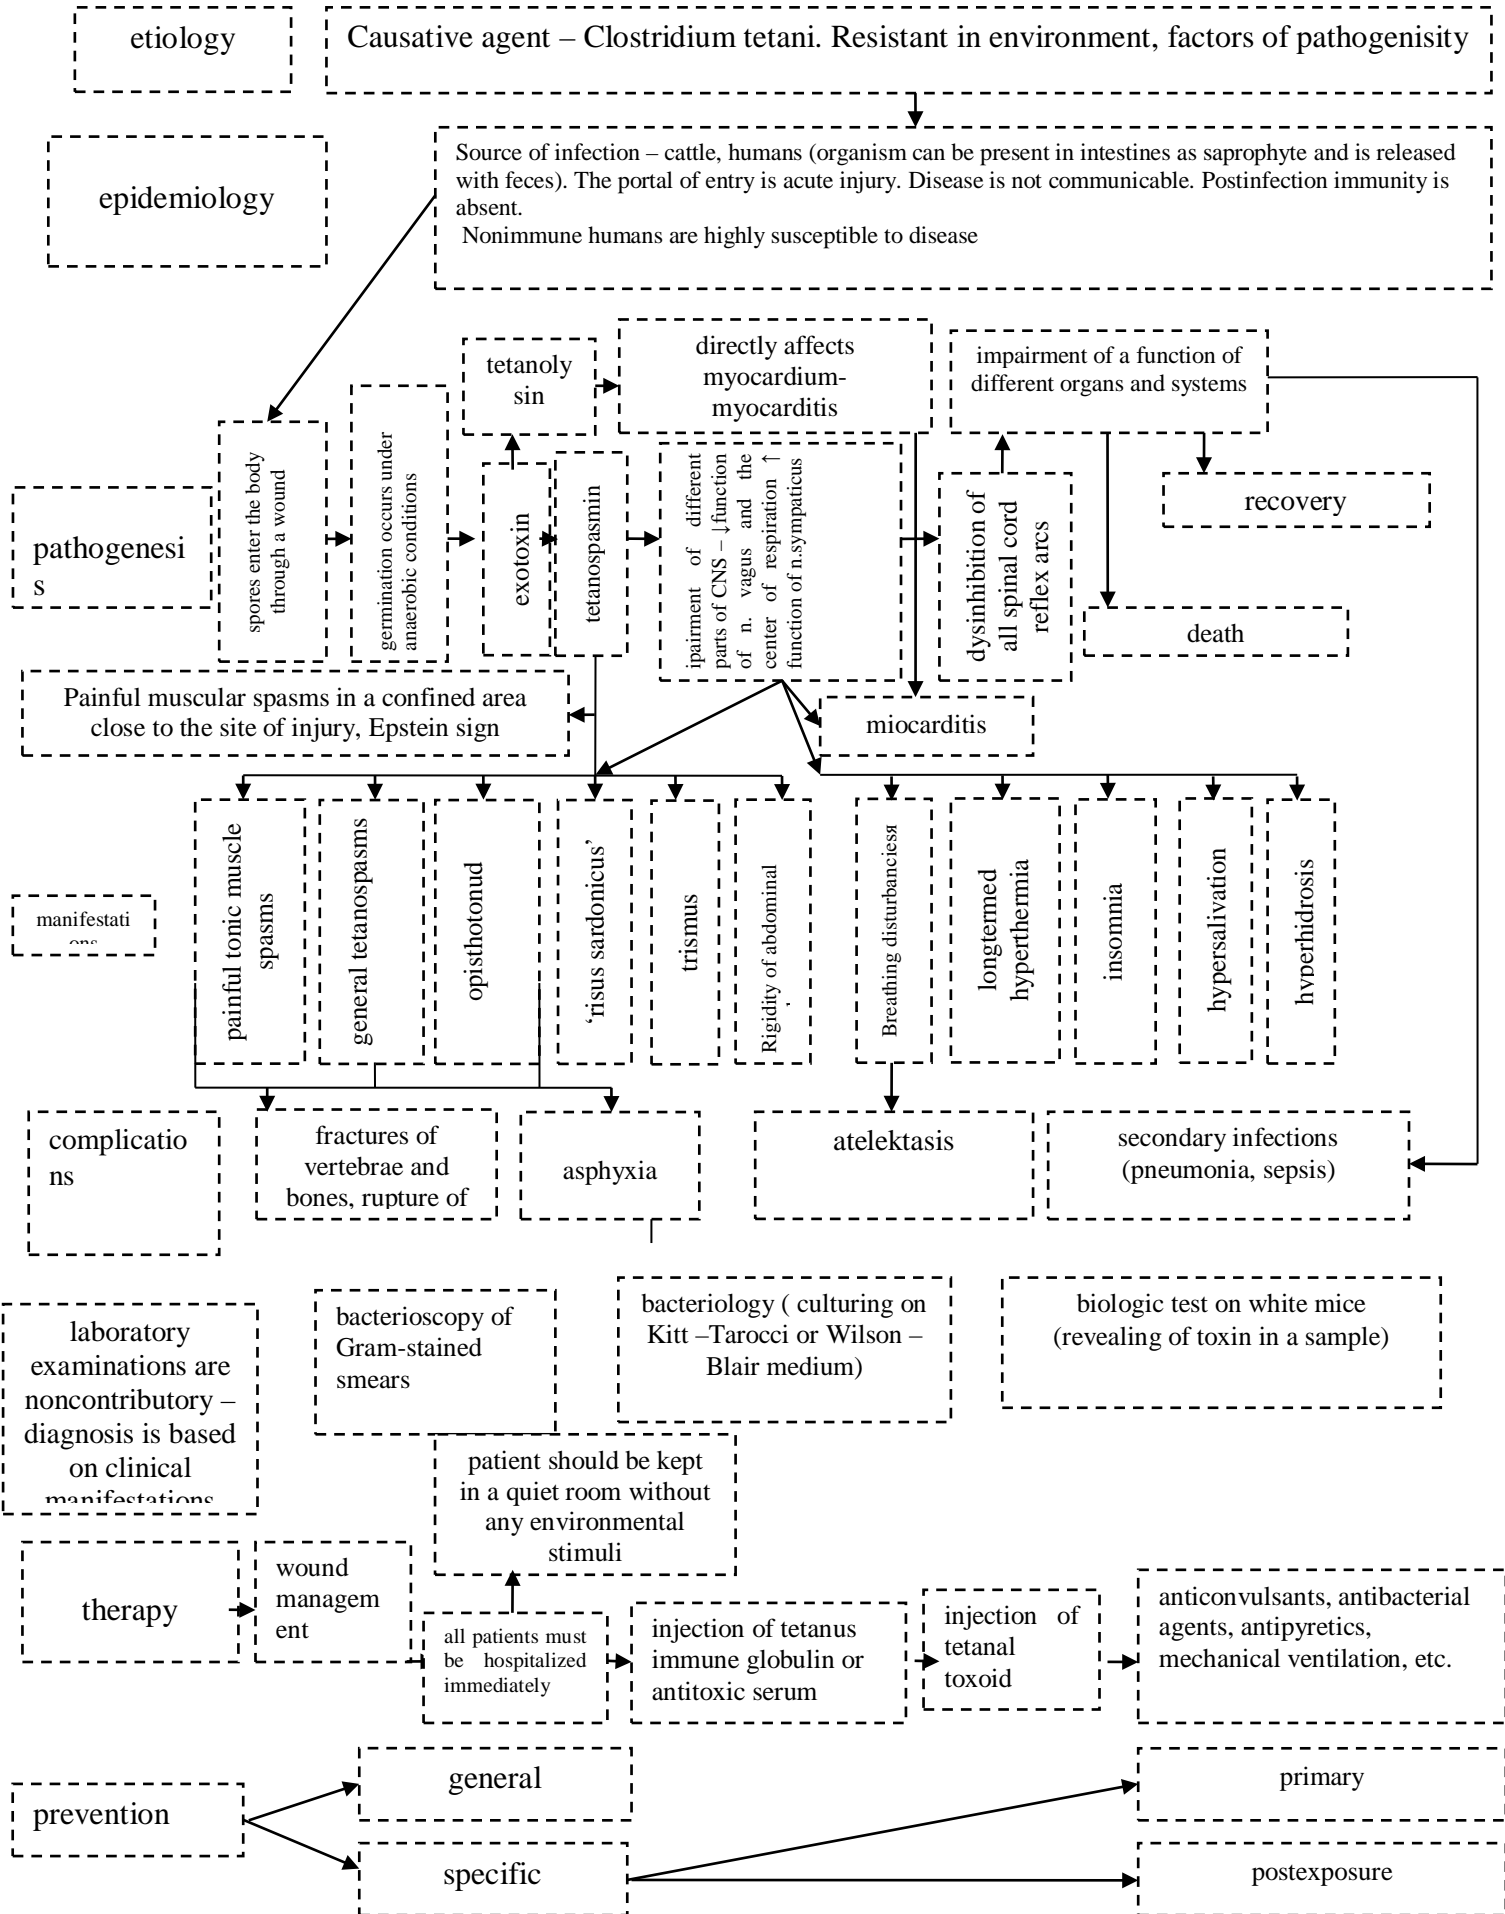 etiology
Causative agent – Clostridium tetani. Resistant in environment, factors of pathogenisity
epidemiology
Source of infection – cattle, humans (organism can be present in intestines as saprophyte and is released
with feces). The portal of entry is acute injury. Disease is not communicable. Postinfection immunity is
absent.
Nonimmune humans are highly susceptible to disease
pathogenesi
s
spores enter the body
through a wound
germination occurs under
anaerobic conditions
exotoxin
tetanoly
sin
tetanospasmin
directly affects
myocardium-
myocarditis
ipairment of different
parts of CNS – ↓function
of n. vagus and the
center of respiration ↑
function of n.sympaticus
dysinhibition of
all spinal cord
reflex arcs
impairment of a function of
different organs and systems
recovery
death
Painful muscular spasms in a confined area
close to the site of injury, Epstein sign
miocarditis
manifestati
ons
painful tonic muscle
spasms
general tetanospasms
opisthotonud
‘risus sardonicus’
trismus
Rigidity of abdominal
Breathing disturbanciesя
longtermed
hyperthermia
insomnia
hypersalivation
hyperhidrosis
complicatio
ns
fractures of
vertebrae and
bones, rupture of
asphyxia
atelektasis
secondary infections
(pneumonia, sepsis)
laboratory
examinations are
noncontributory –
diagnosis is based
on clinical
manifestations
bacterioscopy of
Gram-stained
smears
bacteriology ( culturing on
Kitt –Tarocci or Wilson –
Blair medium)
biologic test on white mice
(revealing of toxin in a sample)
patient should be kept
in a quiet room without
any environmental
stimuli
therapy
wound
managem
ent
all patients must
be hospitalized
immediately
injection of tetanus
immune globulin or
antitoxic serum
injection of
tetanal
toxoid
anticonvulsants, antibacterial
agents, antipyretics,
mechanical ventilation, etc.
prevention
general
specific
primary
postexposure